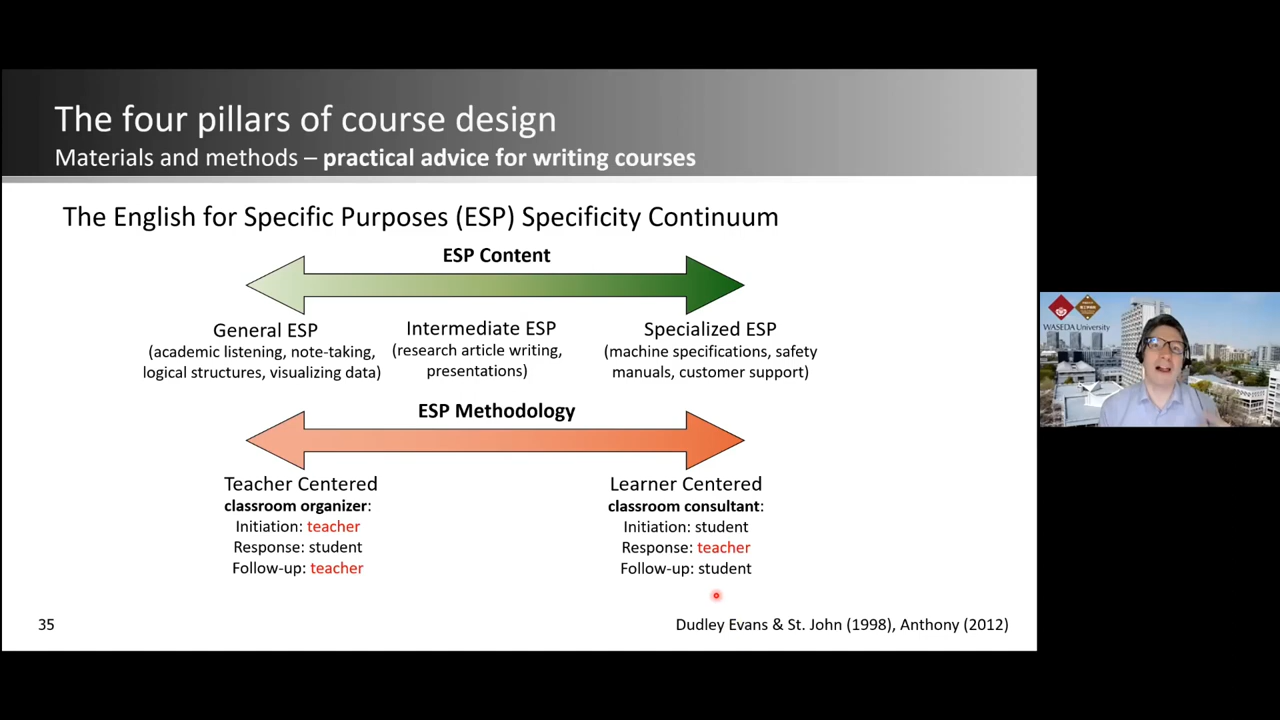 The four pillars of course design
Materials and methods – practical advice for writing courses
The English for Specific Purposes (ESP) Specificity Continuum
ESP Content
General ESP
(academic listening, note-taking,
logical structures, visualizing data)
Intermediate ESP
(research article writing,
presentations)
Specialized ESP
(machine specifications, safety
manuals, customer support)
ESP Methodology
Teacher Centered
classroom organizer:
Initiation: teacher
Response: student
Follow-up: teacher
Learner Centered
classroom consultant:
Initiation: student
Response: teacher
Follow-up: student
35
Dudley Evans & St. John (1998), Anthony (2012)
WASEDA University